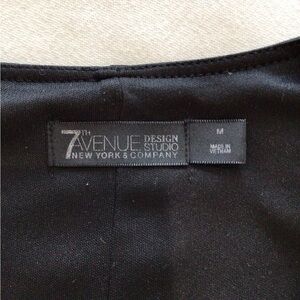 7TH AVENUE DESIGN STUDIO
NEW YORK & COMPANY
M
MADE IN
VIETNAM